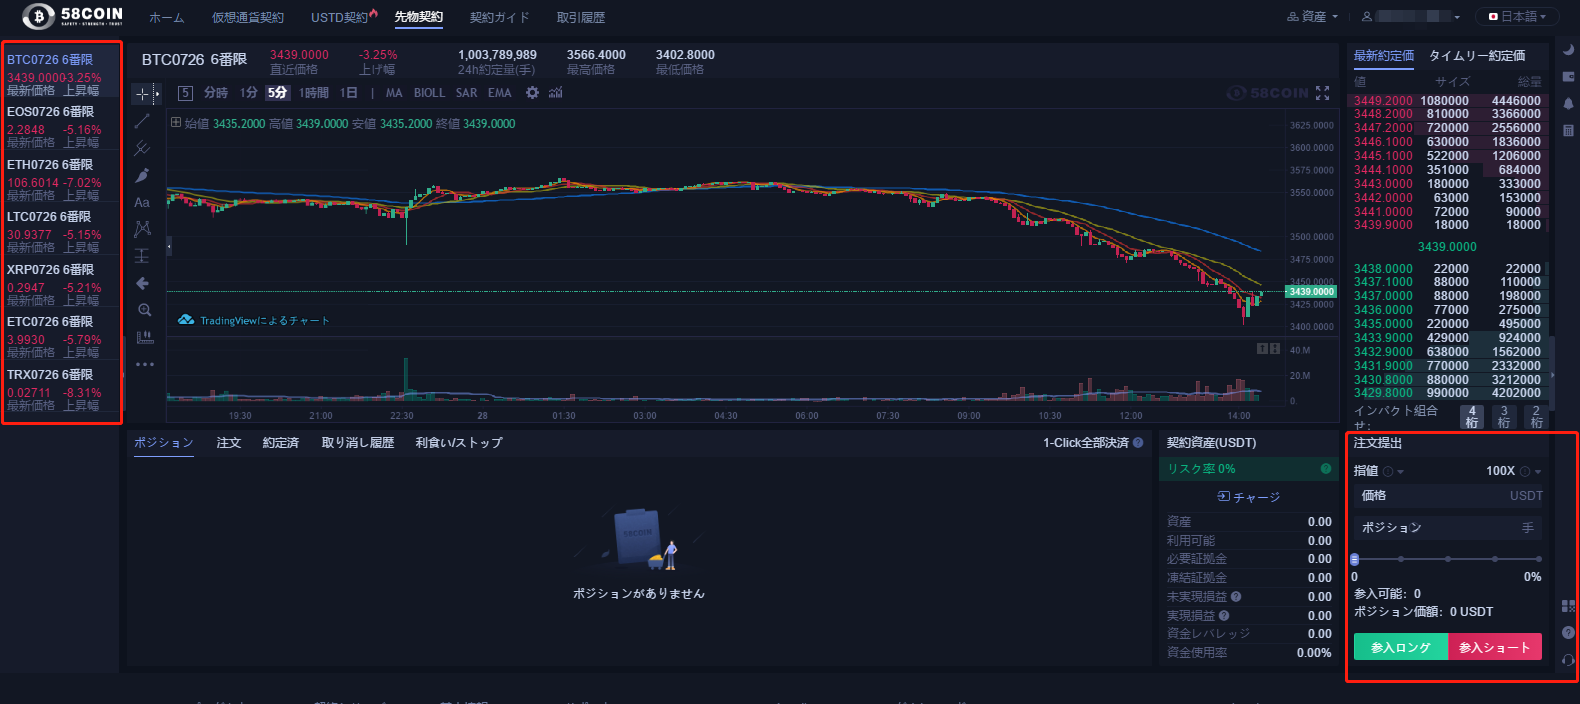 58COIN
SAFETY · STRENGTH · TRUST
ホーム 仮想通貨契約 USTD契約 先物契約 契約ガイド 取引履歴
資産 日本語
BTC0726 6番限
3439.0000-3.25%
最新価格 上昇幅
EOS0726 6番限
2.2848 -5.16%
最新価格 上昇幅
ETH0726 6番限
106.6014 -7.02%
最新価格 上昇幅
LTC0726 6番限
30.9377 -5.15%
最新価格 上昇幅
XRP0726 6番限
0.2947 -5.21%
最新価格 上昇幅
ETC0726 6番限
3.9930 -5.79%
最新価格 上昇幅
TRX0726 6番限
0.02711 -8.31%
最新価格 上昇幅
BTC0726 6番限
3439.0000 -3.25% 1,003,789,989 3566.4000 3402.8000
直近価格 上げ幅 24h約定量(手) 最高価格 最低価格
5 分時 1分 5分 1時間 1日 | MA BIOLL SAR EMA
58COIN
始値 3435.2000 高値 3439.0000 安値 3435.2000 終値 3439.0000
Aa
3625.0000
3600.0000
3575.0000
3550.0000
3500.0000
3475.0000
3450.0000
3439.0000
3425.0000
3400.0000
TradingViewによるチャート
40 M
20.M
0.
19:30 21:00 22:30 28 01:30 03:00 04:30 06:00 07:30 09:00 10:30 12:00 14:00
最新約定価 タイムリー約定価
値 サイズ 総量
3449.2000 1080000 4446000
3448.2000 810000 3366000
3447.2000 720000 2556000
3446.1000 630000 1836000
3445.1000 522000 1206000
3444.1000 351000 684000
3443.0000 180000 333000
3442.0000 63000 153000
3441.0000 72000 90000
3439.9000 18000 18000
3439.0000
3438.0000 22000 22000
3437.1000 88000 110000
3437.0000 88000 198000
3436.0000 77000 275000
3435.0000 220000 495000
3433.9000 429000 924000
3432.9000 638000 1562000
3431.9000 770000 2332000
3430.8000 880000 3212000
3429.8000 990000 4202000
インパクト組合せ: 4桁 3桁 2桁
ポジション 注文 約定済 取り消し履歴 利食い/ストップ 1-Click全部決済
58COIN
ポジションがありません
契約資産(USDT)
リスク率 0%
チャージ
資産 0.00
利用可能 0.00
必要証拠金 0.00
凍結証拠金 0.00
未実現損益 0.00
実現損益 0.00
資金レバレッジ 0.00
資金使用率 0.00%
注文提出
指値 100X
価格 USDT
ポジション 手
0 0%
参入可能: 0
ポジション価額: 0 USDT
参入ロング 参入ショート